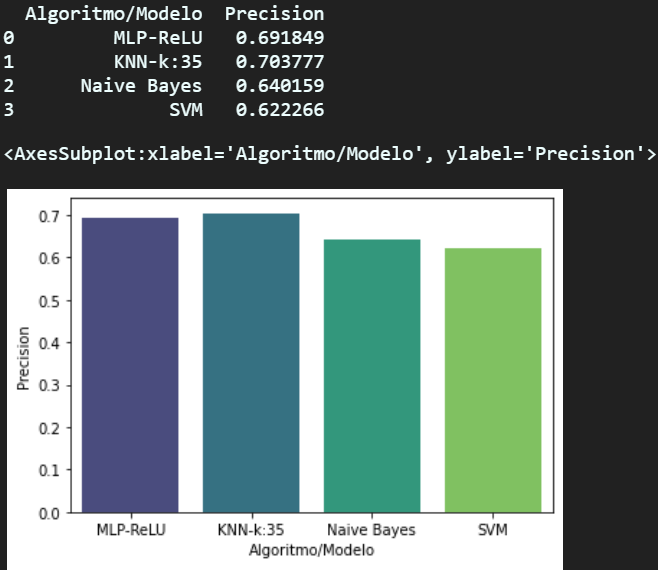 Algoritmo/Modelo Precision
0 MLP-ReLU 0.691849
1 KNN-k:35 0.703777
2 Naive Bayes 0.640159
3 SVM 0.622266
<AxesSubplot:xlabel='Algoritmo/Modelo', ylabel='Precision'>
0.7
0.6
0.5
0.4
0.3
0.2
0.1
0.0
Precision
MLP-ReLU KNN-k:35 Naive Bayes SVM
Algoritmo/Modelo